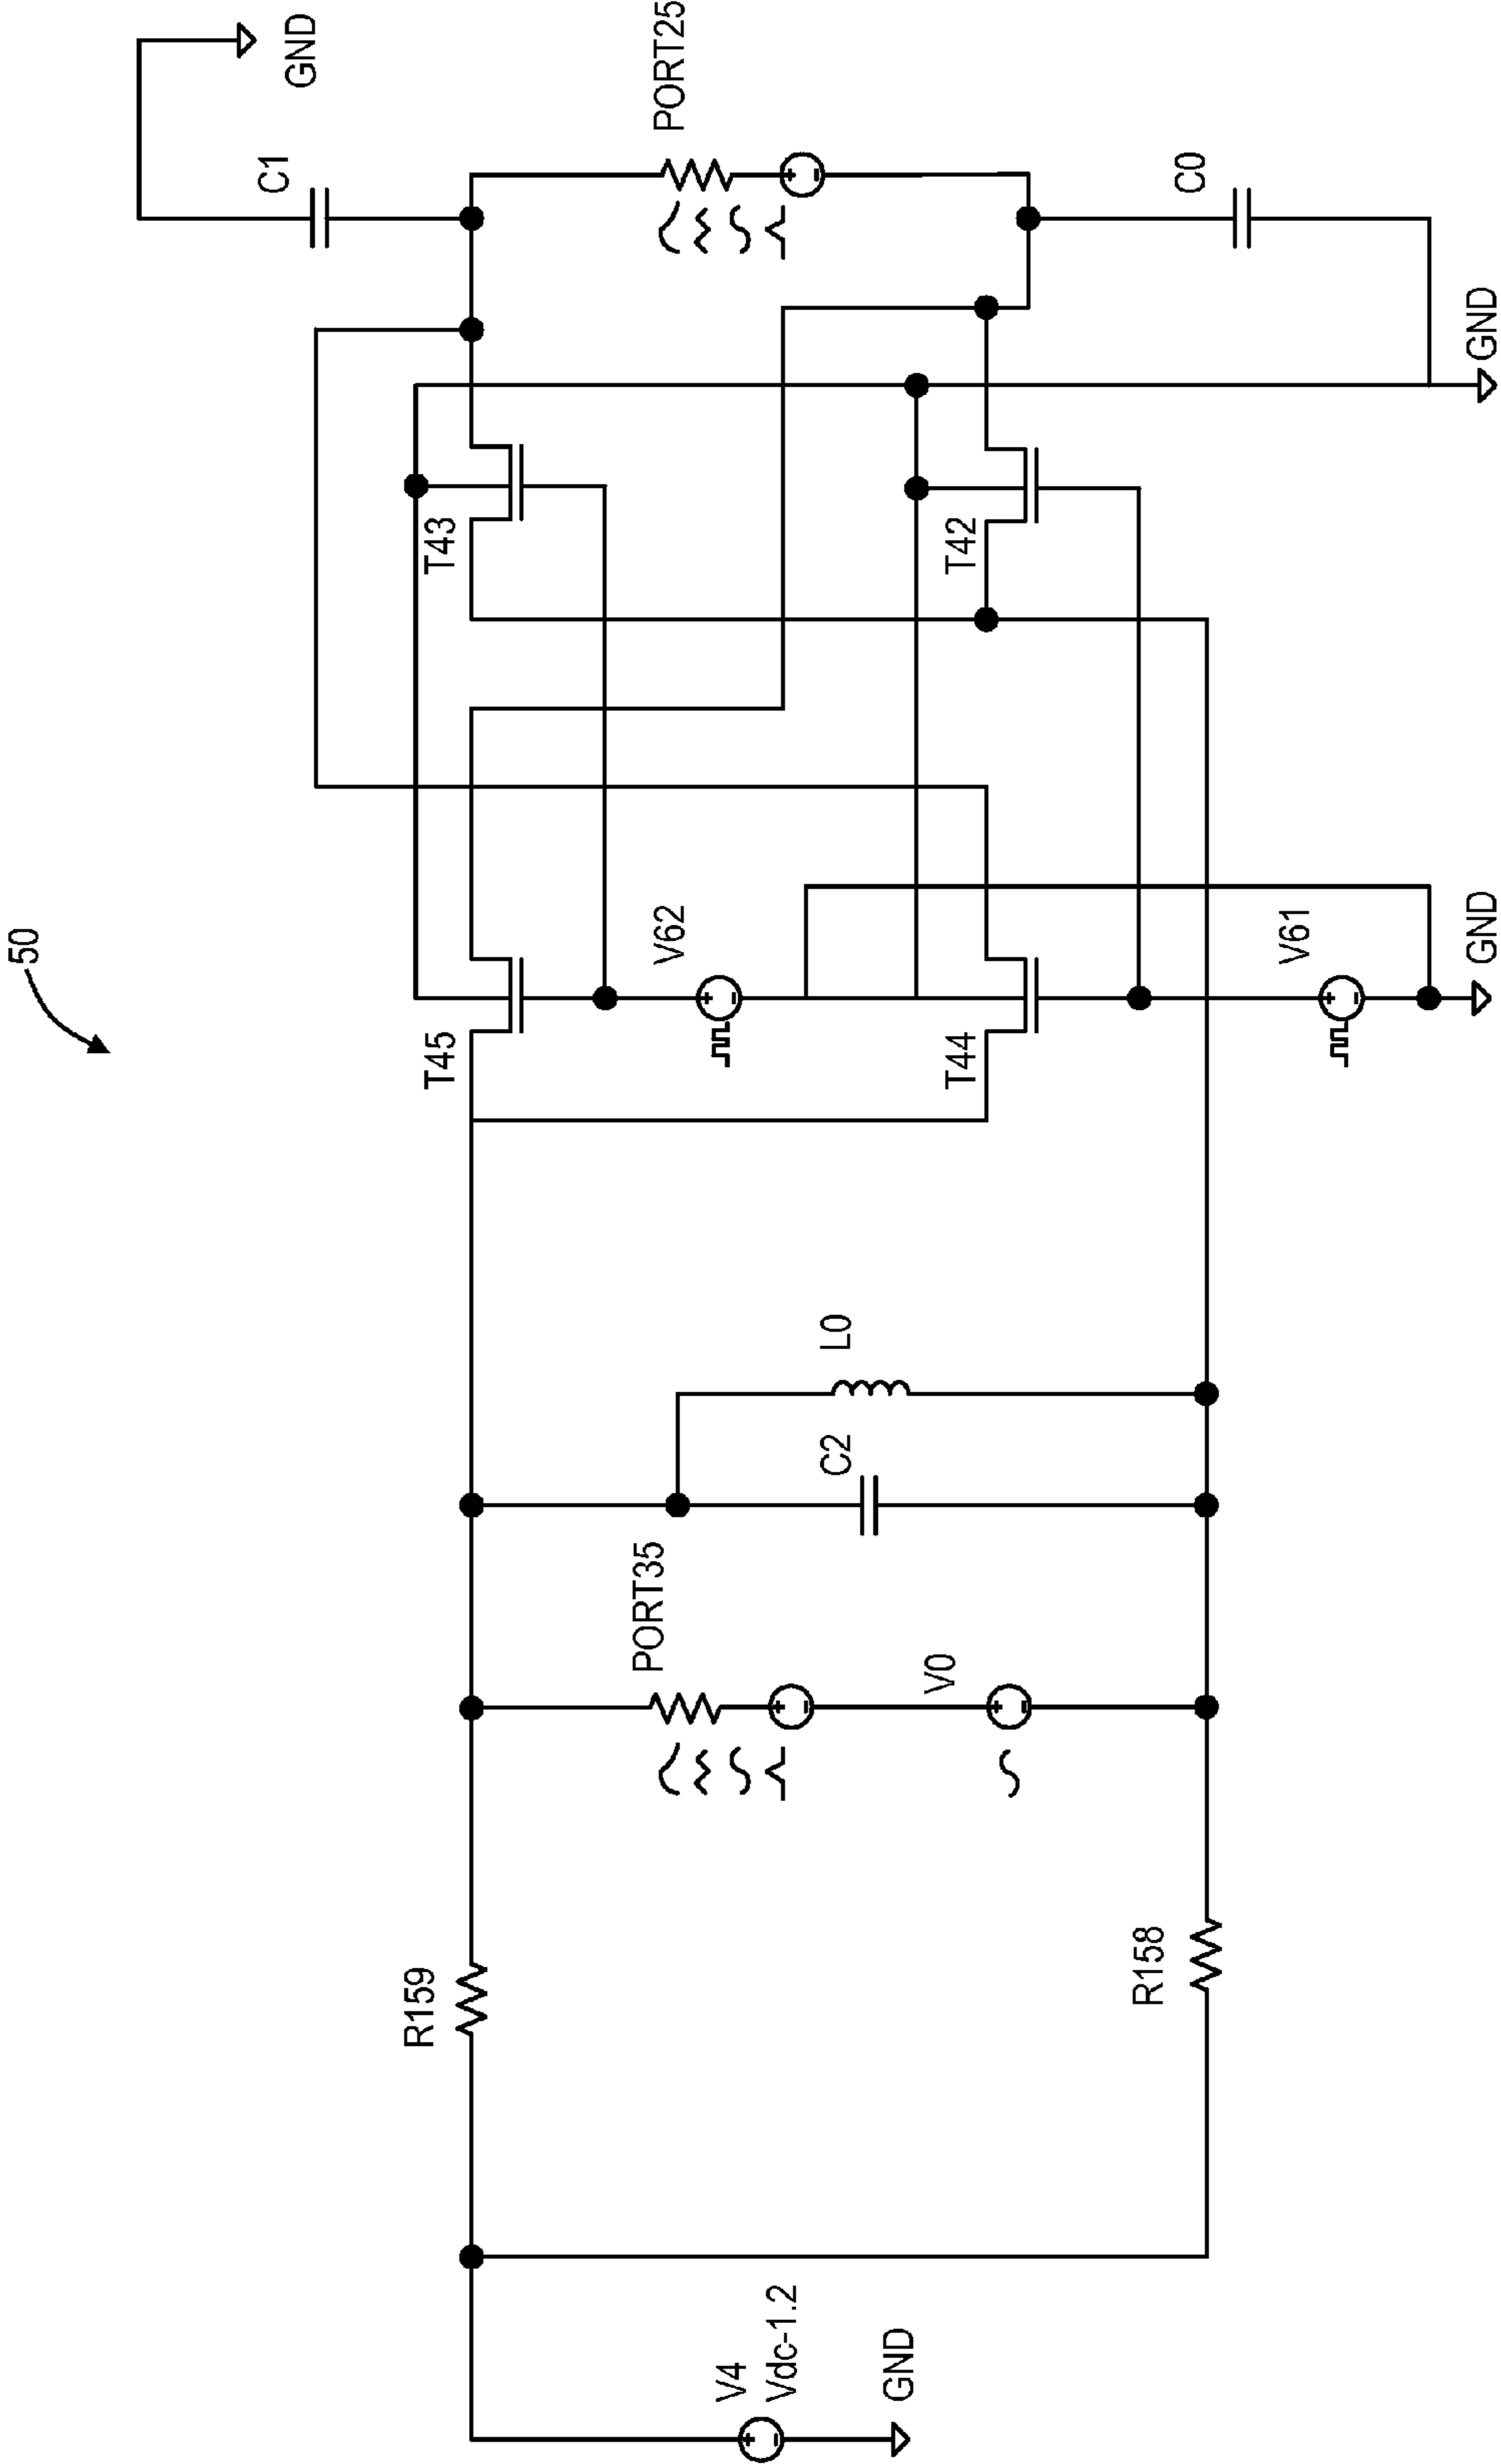 50
GND
C1
PORT25
C0
GND
T43
T42
V62
V61
GND
T45
T44
L0
C2
PORT35
V0
R159
R158
V4
Vdc-1.2
GND